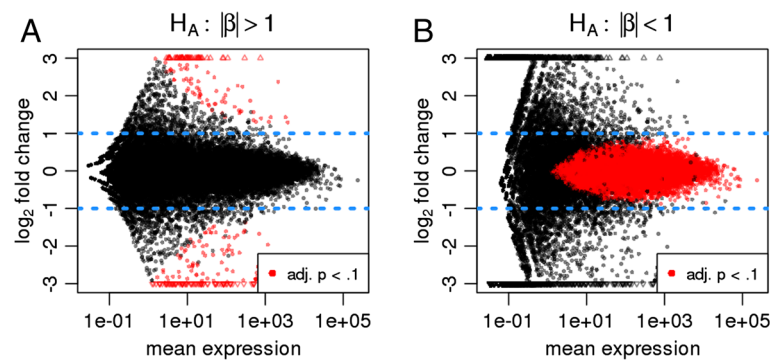 A
H_A : |β| > 1
log₂ fold change
3
2
1
0
-1
-2
-3
adj. p < .1
1e-01
1e+01
1e+03
1e+05
mean expression
B
H_A : |β| < 1
log₂ fold change
3
2
1
0
-1
-2
-3
adj. p < .1
1e-01
1e+01
1e+03
1e+05
mean expression